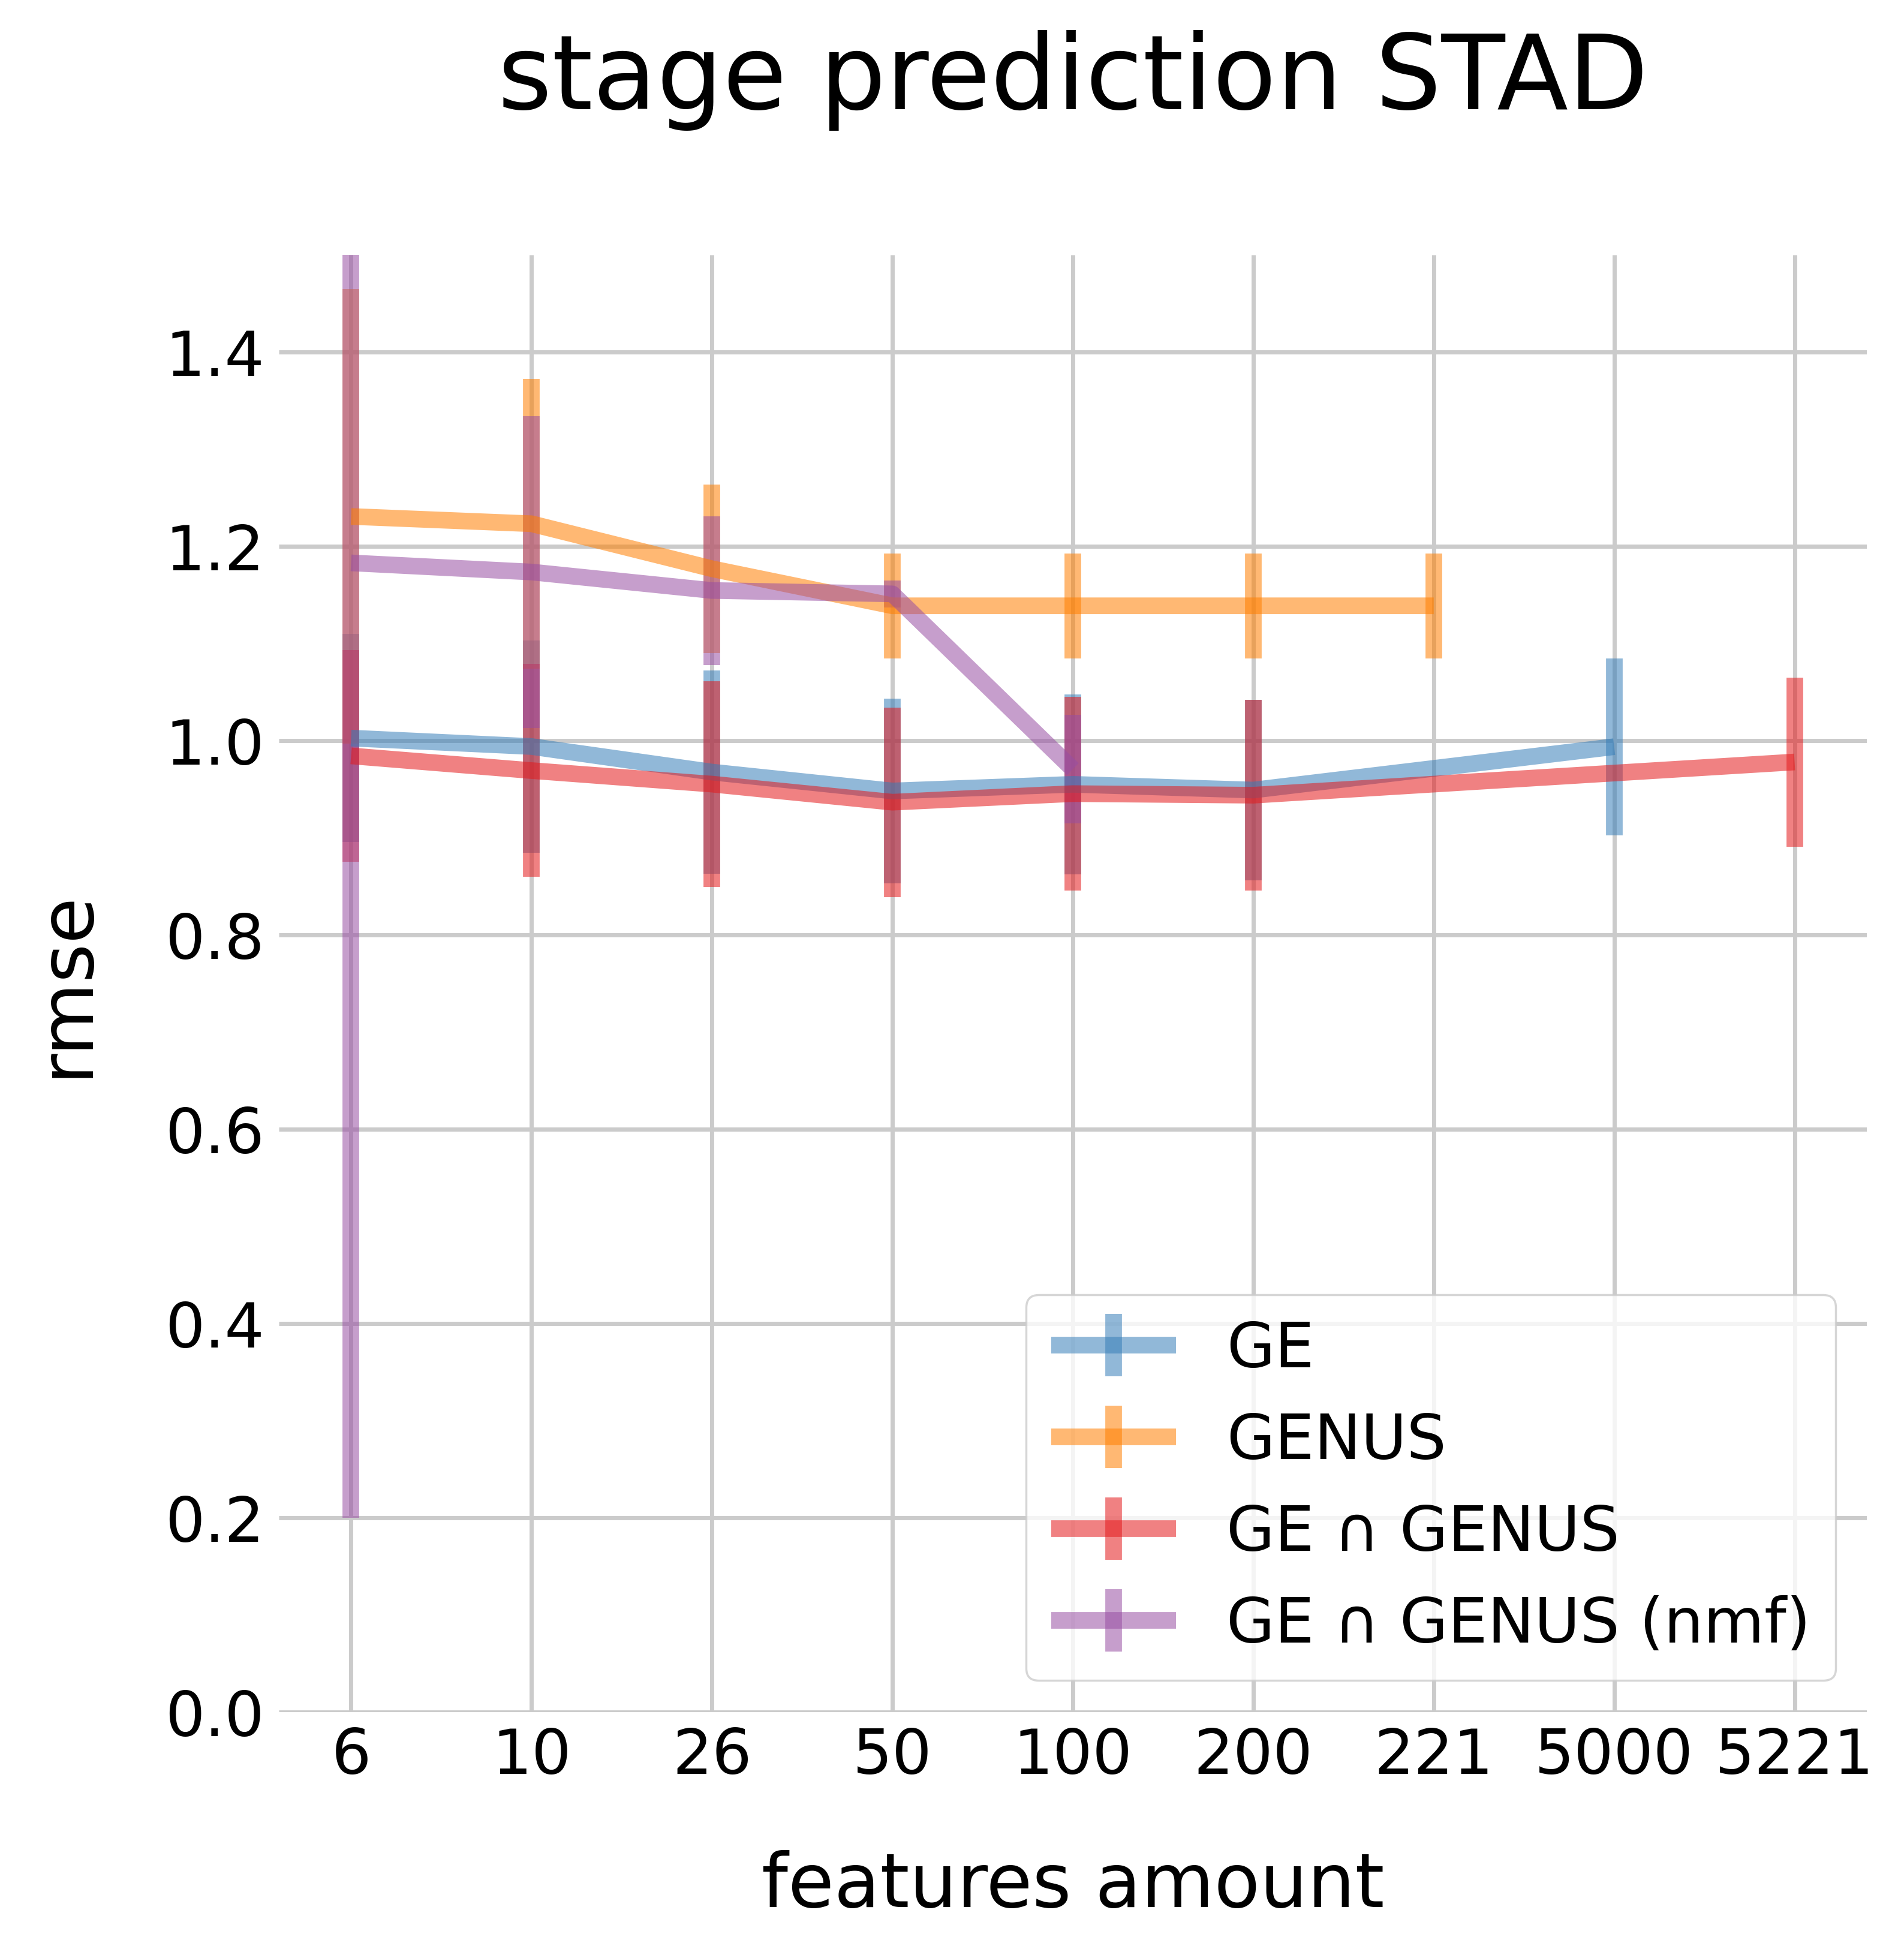 stage prediction STAD
rmse
1.4
1.2
1.0
0.8
0.6
0.4
0.2
0.0
6 10 26 50 100 200 221 5000 5221
features amount
GE
GENUS
GE ∩ GENUS
GE ∩ GENUS (nmf)